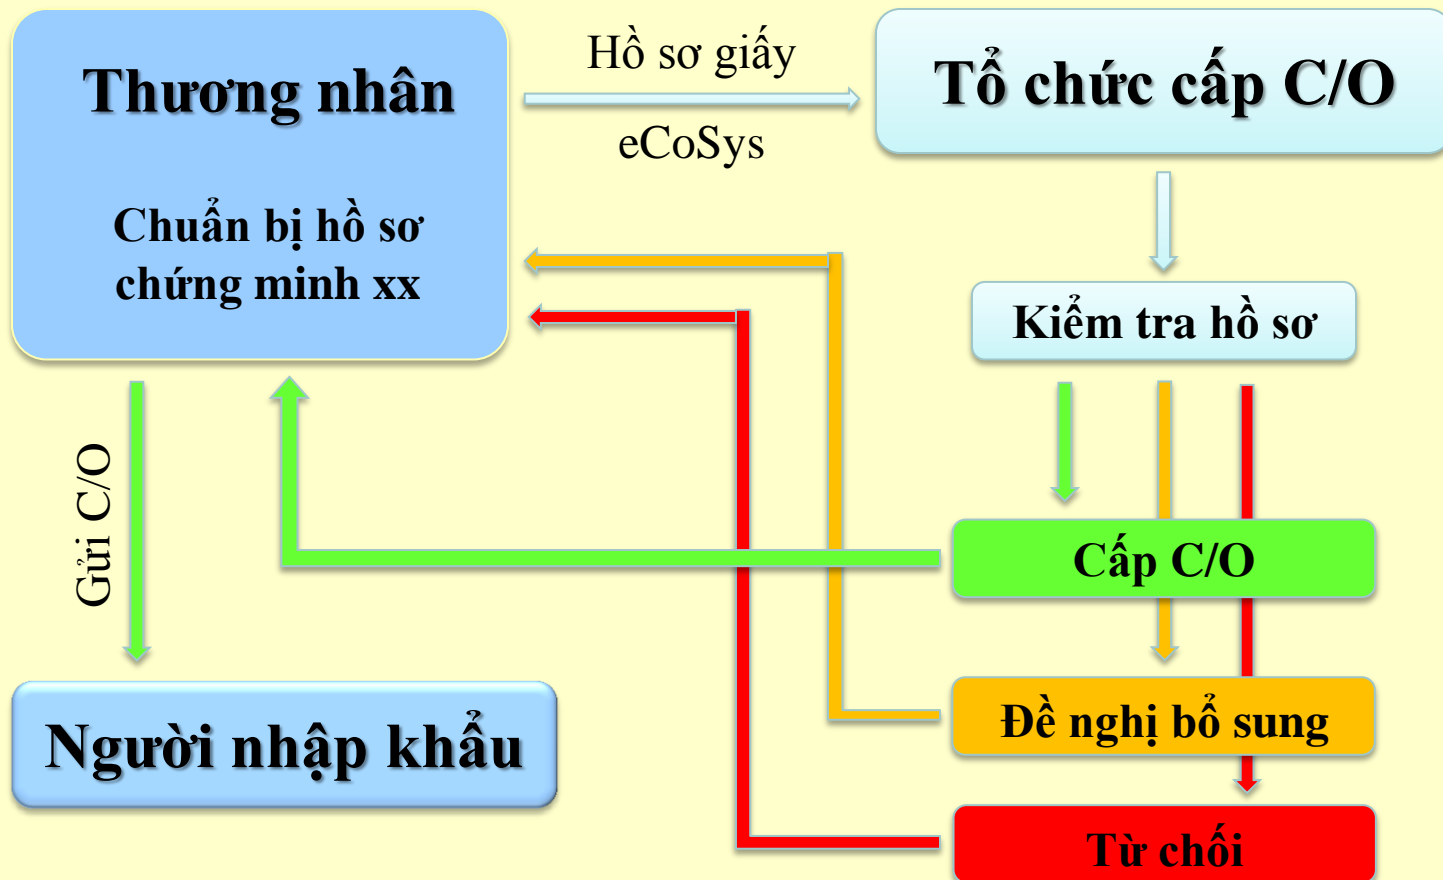 Thương nhân
Chuẩn bị hồ sơ
chứng minh xx
Hồ sơ giấy
eCoSys
Tổ chức cấp C/O
Kiểm tra hồ sơ
Cấp C/O
Đề nghị bổ sung
Từ chối
Gửi C/O
Người nhập khẩu